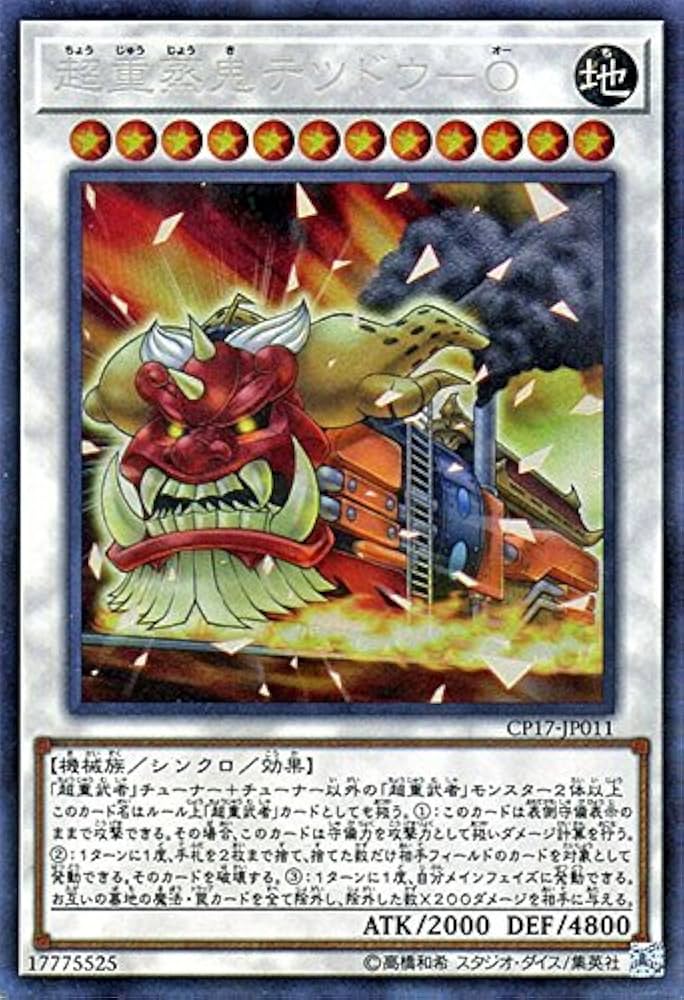 超重蒸鬼テツドウーO
地
CP17-JP011
【機械族／シンクロ／効果】
「超重武者」チューナー＋チューナー以外の「超重武者」モンスター２体以上
このカード名はルール上「超重武者」カードとしても扱う。①：このカードは表側守備表示の
ままで攻撃できる。その場合、このカードは守備力を攻撃力として扱いダメージ計算を行う。
②：１ターンに１度、手札を２枚まで捨て、捨てた数だけ相手フィールドのカードを対象として
発動できる。そのカードを破壊する。③：１ターンに１度、自分メインフェイズに発動できる。
お互いの墓地の魔法・罠カードを全て除外し、除外した数×２００ダメージを相手に与える。
ATK/2000 DEF/4800
17775525
©高橋和希 スタジオ・ダイス/集英社